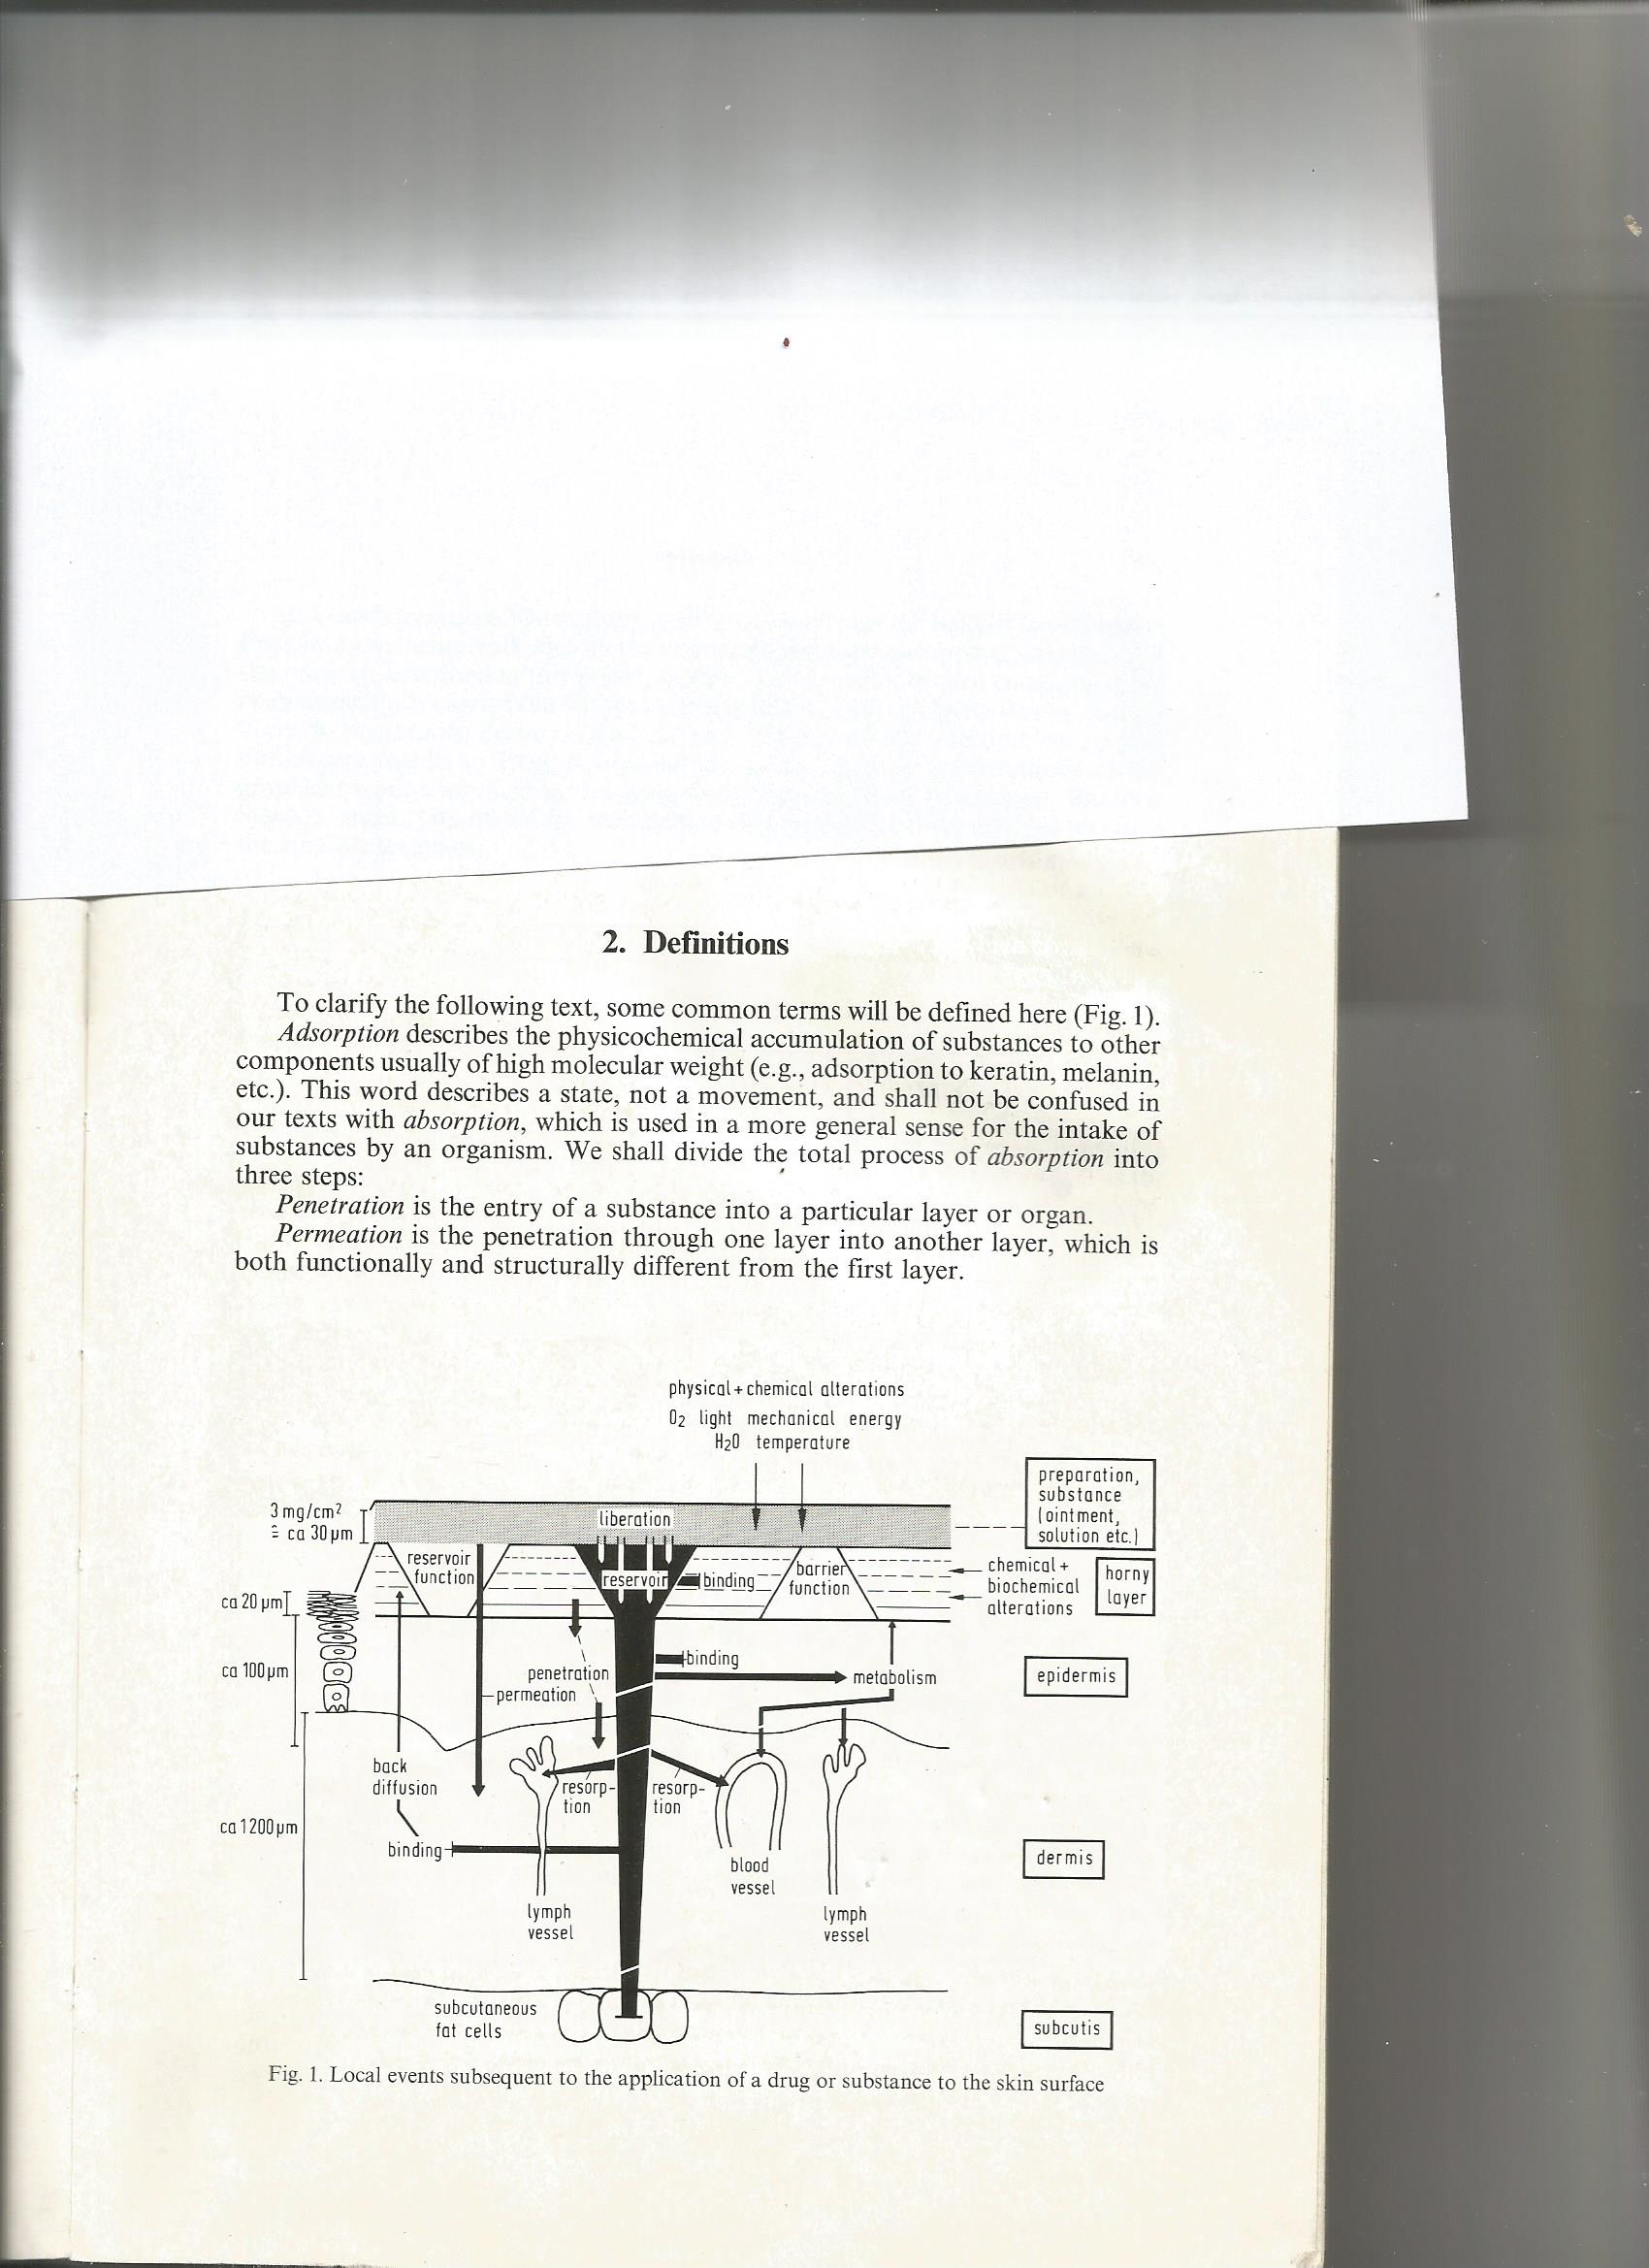 2. Definitions
To clarify the following text, some common terms will be defined here (Fig. 1).
Adsorption describes the physicochemical accumulation of substances to other
components usually of high molecular weight (e.g., adsorption to keratin, melanin,
etc.). This word describes a state, not a movement, and shall not be confused in
our texts with absorption, which is used in a more general sense for the intake of
substances by an organism. We shall divide the total process of absorption into
three steps:
Penetration is the entry of a substance into a particular layer or organ.
Permeation is the penetration through one layer into another layer, which is
both functionally and structurally different from the first layer.
physical + chemical alterations
O2 light mechanical energy
H2O temperature
preparation,
substance
(ointment,
solution etc.)
3 mg/cm²
≙ ca 30 µm
liberation
reservoir
function
reservoir
binding
barrier
function
chemical +
biochemical
alterations
horny
layer
ca 20 µm
ca 100 µm
penetration
permeation
binding
metabolism
epidermis
back
diffusion
resorp-
tion
resorp-
tion
ca 1200 µm
binding
blood
vessel
dermis
lymph
vessel
lymph
vessel
subcutaneous
fat cells
subcutis
Fig. 1. Local events subsequent to the application of a drug or substance to the skin surface